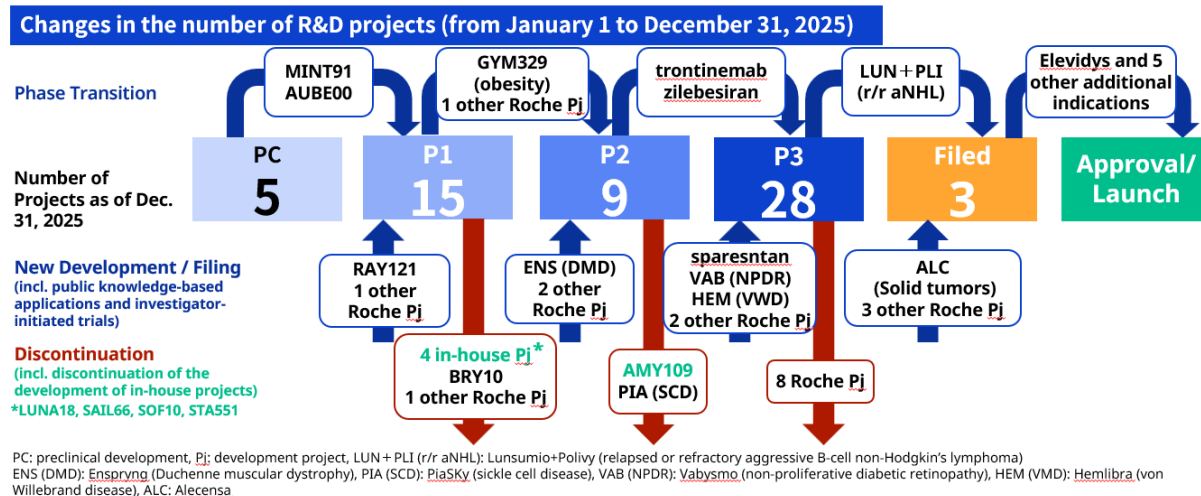 Changes in the number of R&D projects (from January 1 to December 31, 2025)
Phase Transition
MINT91
AUBE00
GYM329
(obesity)
1 other Roche Pj
trontinemab
zilebesiran
LUN+PLI
(r/r aNHL)
Elevidys and 5
other additional
indications
Number of
Projects as of Dec.
31, 2025
PC
5
P1
15
P2
9
P3
28
Filed
3
Approval/
Launch
New Development / Filing
(incl. public knowledge-based
applications and investigator-
initiated trials)
RAY121
1 other
Roche Pj
ENS (DMD)
2 other
Roche Pj
sparesntan
VAB (NPDR)
HEM (VWD)
2 other Roche Pj
ALC
(Solid tumors)
3 other Roche Pj
Discontinuation
(incl. discontinuation of the
development of in-house projects)
*LUNA18, SAIL66, SOF10, STA551
4 in-house Pj*
BRY10
1 other Roche Pj
AMY109
PIA (SCD)
8 Roche Pj
PC: preclinical development, Pj: development project, LUN+PLI (r/r aNHL): Lunsumio+Polivy (relapsed or refractory aggressive B-cell non-Hodgkin's lymphoma)
ENS (DMD): Enspryng (Duchenne muscular dystrophy), PIA (SCD): PiaSKy (sickle cell disease), VAB (NPDR): Vabysmo (non-proliferative diabetic retinopathy), HEM (VMD): Hemlibra (von
Willebrand disease), ALC: Alecensa